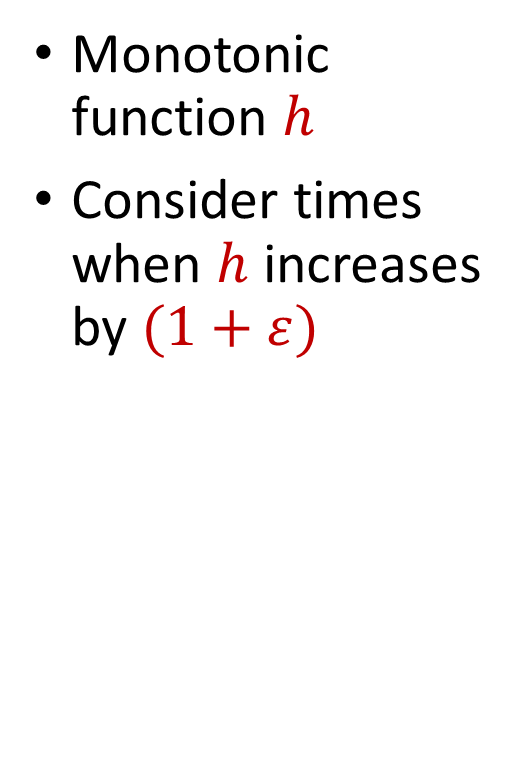 • Monotonic
function h
• Consider times
when h increases
by (1 + ε)